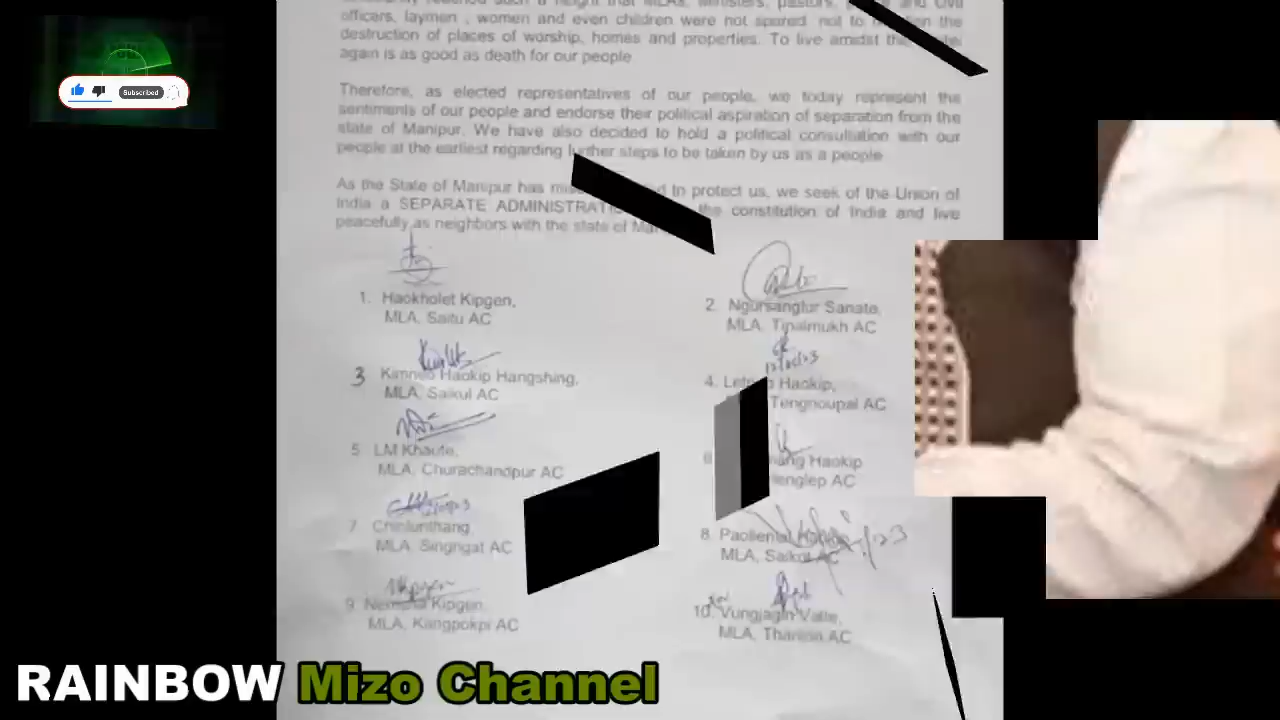 officers, laymen , women and even children were not spared not to
destruction of places of worship, homes and properties. To live amidst the
again is as good as death for our people
Therefore, as elected representatives of our people, we today represent the
sentiments of our people and endorse their political aspiration of separation from the
state of Manipur. We have also decided to hold a political consultation with our
people at the earliest regarding further steps to be taken by us as a people
As the State of Manipur has to protect us, we seek of the Union of
India a SEPARATE the constitution of India and live
peacefully as neighbors with the state of
1. Haokholet Kipgen,
MLA, Saitu AC
2. Ngursanglur Sanate,
MLA, Tipaimukh AC
3 Kimneo Haokip Hangshing,
MLA, Saikul AC
4. Haokip,
Tengnoupal AC
5. LM Khaute,
MLA, Churachandpur AC
Haokip
Henglep AC
7. Chinlunthang
MLA, Singngat AC
8. Paolienlal
MLA, Saikot AC
9. Nemcha Kipgen,
MLA, Kangpokpi AC
10. Vungjagin Valte,
MLA, Thanlon AC
Subscribed
RAINBOW Mizo Channel